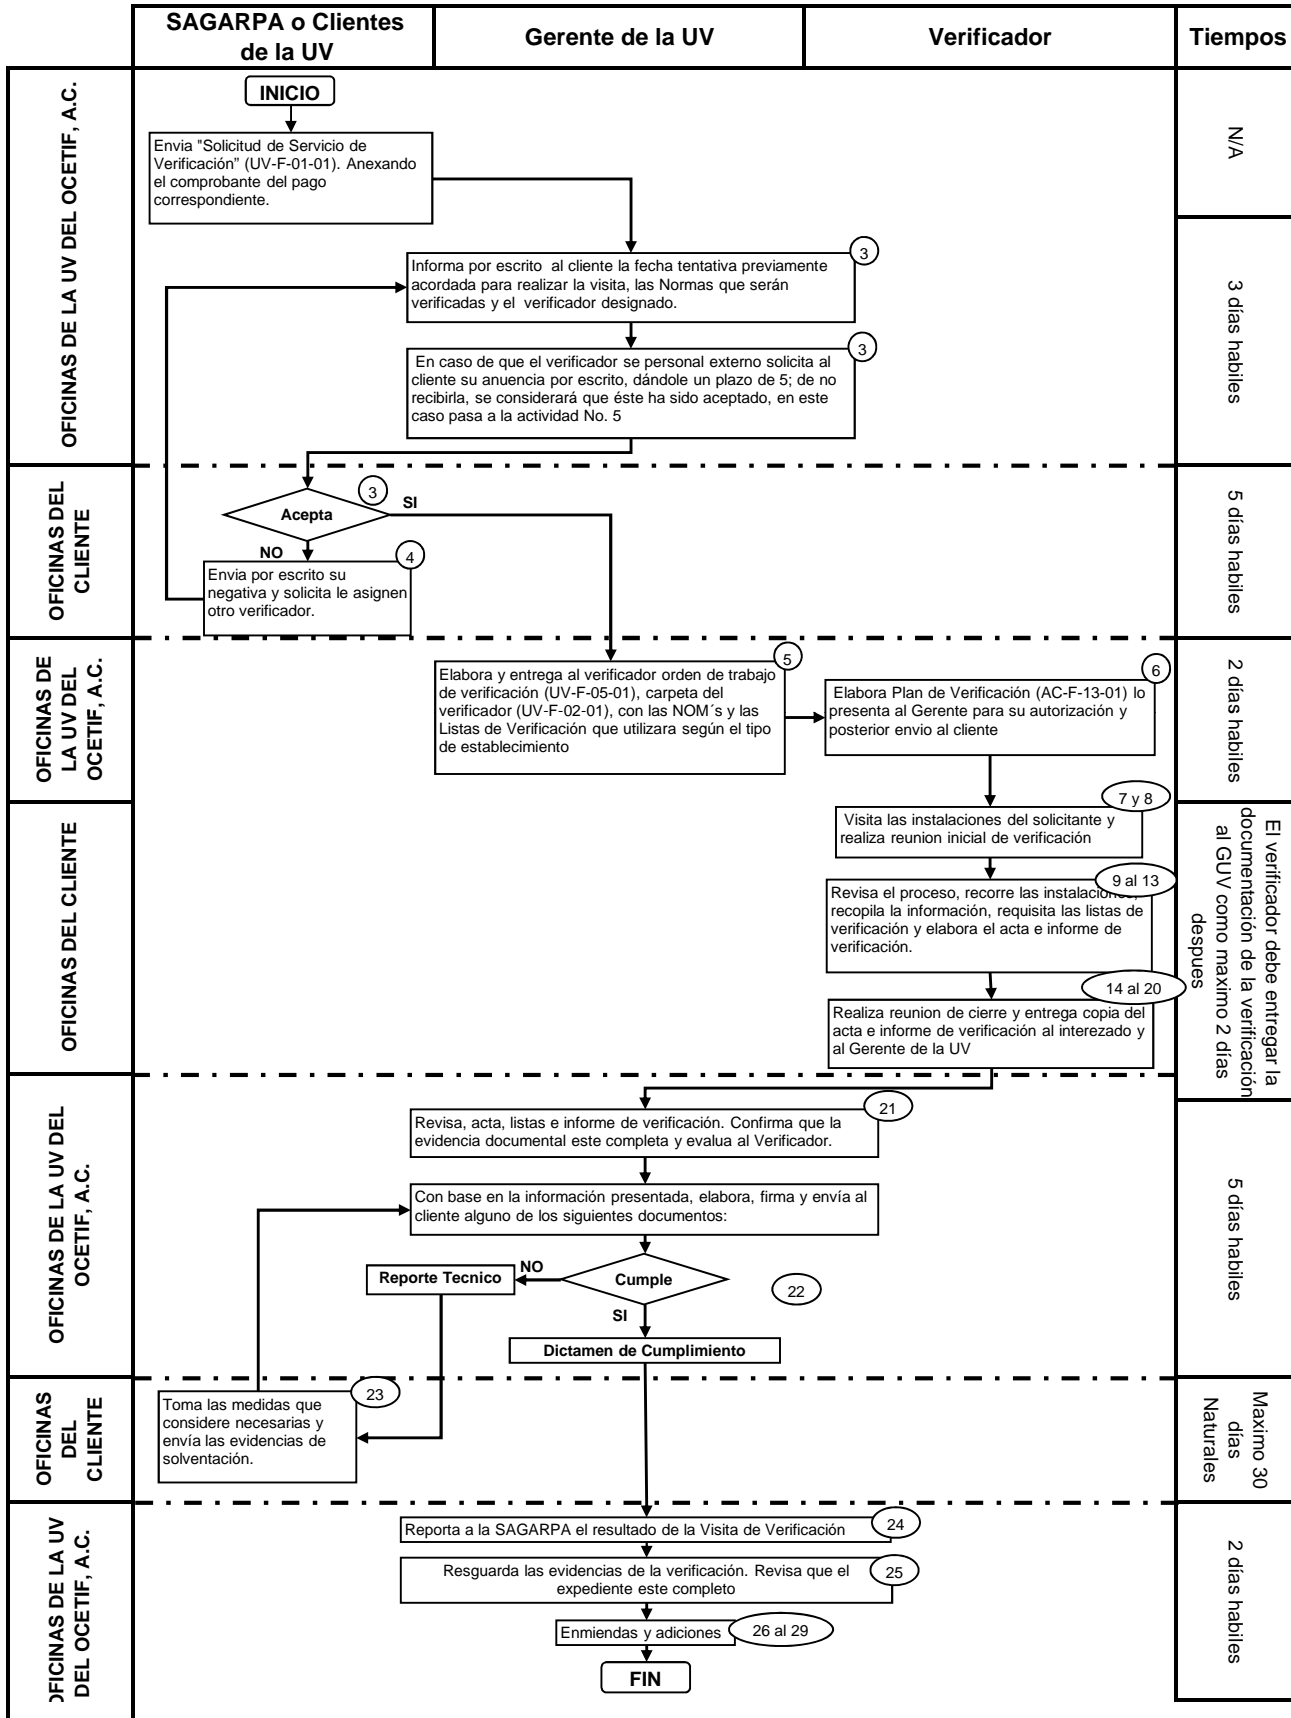 SAGARPA o Clientes
de la UV
Gerente de la UV
Verificador
Tiempos
OFICINAS DE LA UV DEL OCETIF, A.C.
INICIO
N/A
Envia "Solicitud de Servicio de
Verificación" (UV-F-01-01). Anexando
el comprobante del pago
correspondiente.
3
Informa por escrito al cliente la fecha tentativa previamente
acordada para realizar la visita, las Normas que serán
verificadas y el verificador designado.
3 días habiles
3
En caso de que el verificador se personal externo solicita al
cliente su anuencia por escrito, dándole un plazo de 5; de no
recibirla, se considerará que éste ha sido aceptado, en este
caso pasa a la actividad No. 5
OFICINAS DEL
CLIENTE
3
Acepta
SI
NO
4
Envia por escrito su
negativa y solicita le asignen
otro verificador.
5 días habiles
OFICINAS DE
LA UV DEL
OCETIF, A.C.
5
Elabora y entrega al verificador orden de trabajo
de verificación (UV-F-05-01), carpeta del
verificador (UV-F-02-01), con las NOM´s y las
Listas de Verificación que utilizara según el tipo
de establecimiento
6
Elabora Plan de Verificación (AC-F-13-01) lo
presenta al Gerente para su autorización y
posterior envio al cliente
2 días habiles
OFICINAS DEL CLIENTE
7 y 8
Visita las instalaciones del solicitante y
realiza reunion inicial de verificación
9 al 13
Revisa el proceso, recorre las instalaciones,
recopila la información, requisita las listas de
verificación y elabora el acta e informe de
verificación.
14 al 20
Realiza reunion de cierre y entrega copia del
acta e informe de verificación al interezado y
al Gerente de la UV
El verificador debe entregar la
documentación de la verificación
al GUV como maximo 2 días
despues
OFICINAS DE LA UV DEL
OCETIF, A.C.
21
Revisa, acta, listas e informe de verificación. Confirma que la
evidencia documental este completa y evalua al Verificador.
Con base en la información presentada, elabora, firma y envía al
cliente alguno de los siguientes documentos:
Reporte Tecnico
NO
Cumple
22
SI
Dictamen de Cumplimiento
5 días habiles
OFICINAS
DEL
CLIENTE
23
Toma las medidas que
considere necesarias y
envía las evidencias de
solventación.
Maximo 30
días
Naturales
OFICINAS DE LA UV
DEL OCETIF, A.C.
24
Reporta a la SAGARPA el resultado de la Visita de Verificación
25
Resguarda las evidencias de la verificación. Revisa que el
expediente este completo
Enmiendas y adiciones
26 al 29
FIN
2 días habiles